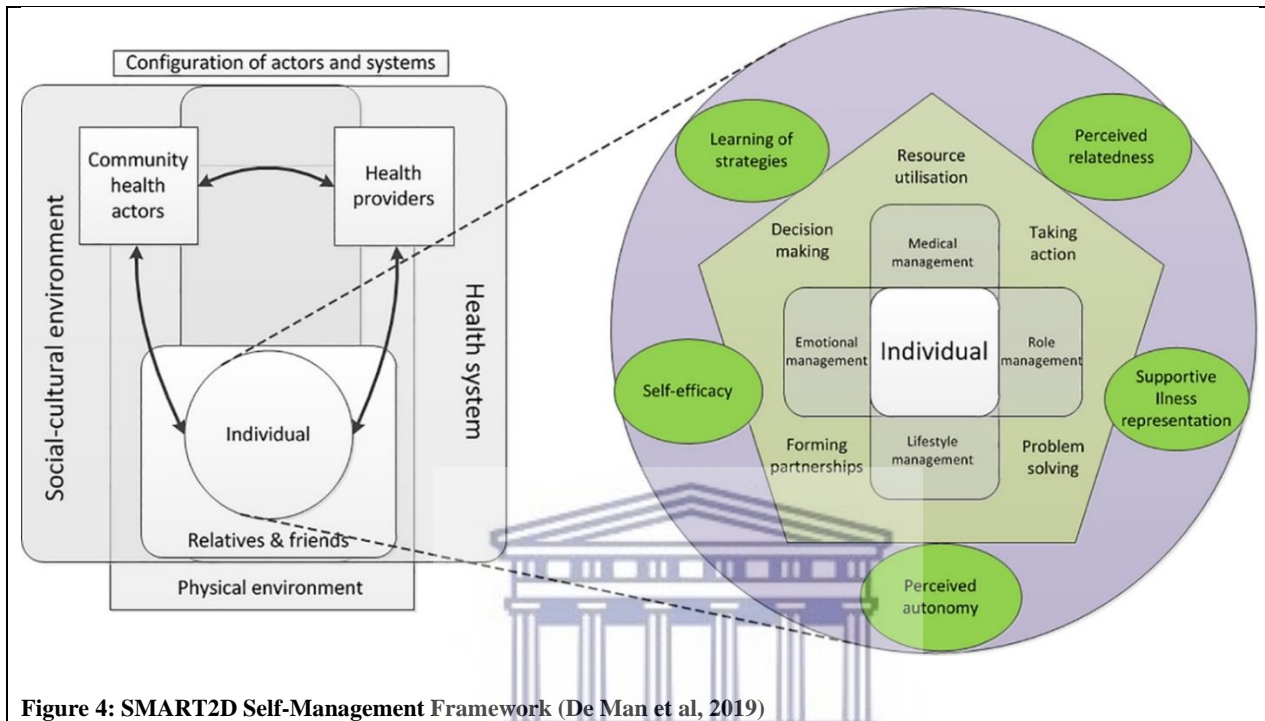 Configuration of actors and systems
Community
health
actors
Health
providers
Social-cultural environment
Health system
Individual
Relatives & friends
Physical environment
Learning of
strategies
Perceived
relatedness
Resource
utilisation
Decision
making
Medical
management
Taking
action
Emotional
management
Individual
Role
management
Self-efficacy
Supportive
Ilness
representation
Forming
partnerships
Lifestyle
management
Problem
solving
Perceived
autonomy
Figure 4: SMART2D Self-Management Framework (De Man et al, 2019)